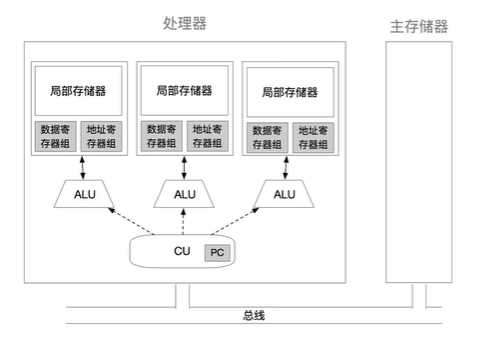 处理器
主存储器
局部存储器
局部存储器
局部存储器
数据寄
存器组
地址寄
存器组
数据寄
存器组
地址寄
存器组
数据寄
存器组
地址寄
存器组
ALU
ALU
ALU
CU
PC
总线